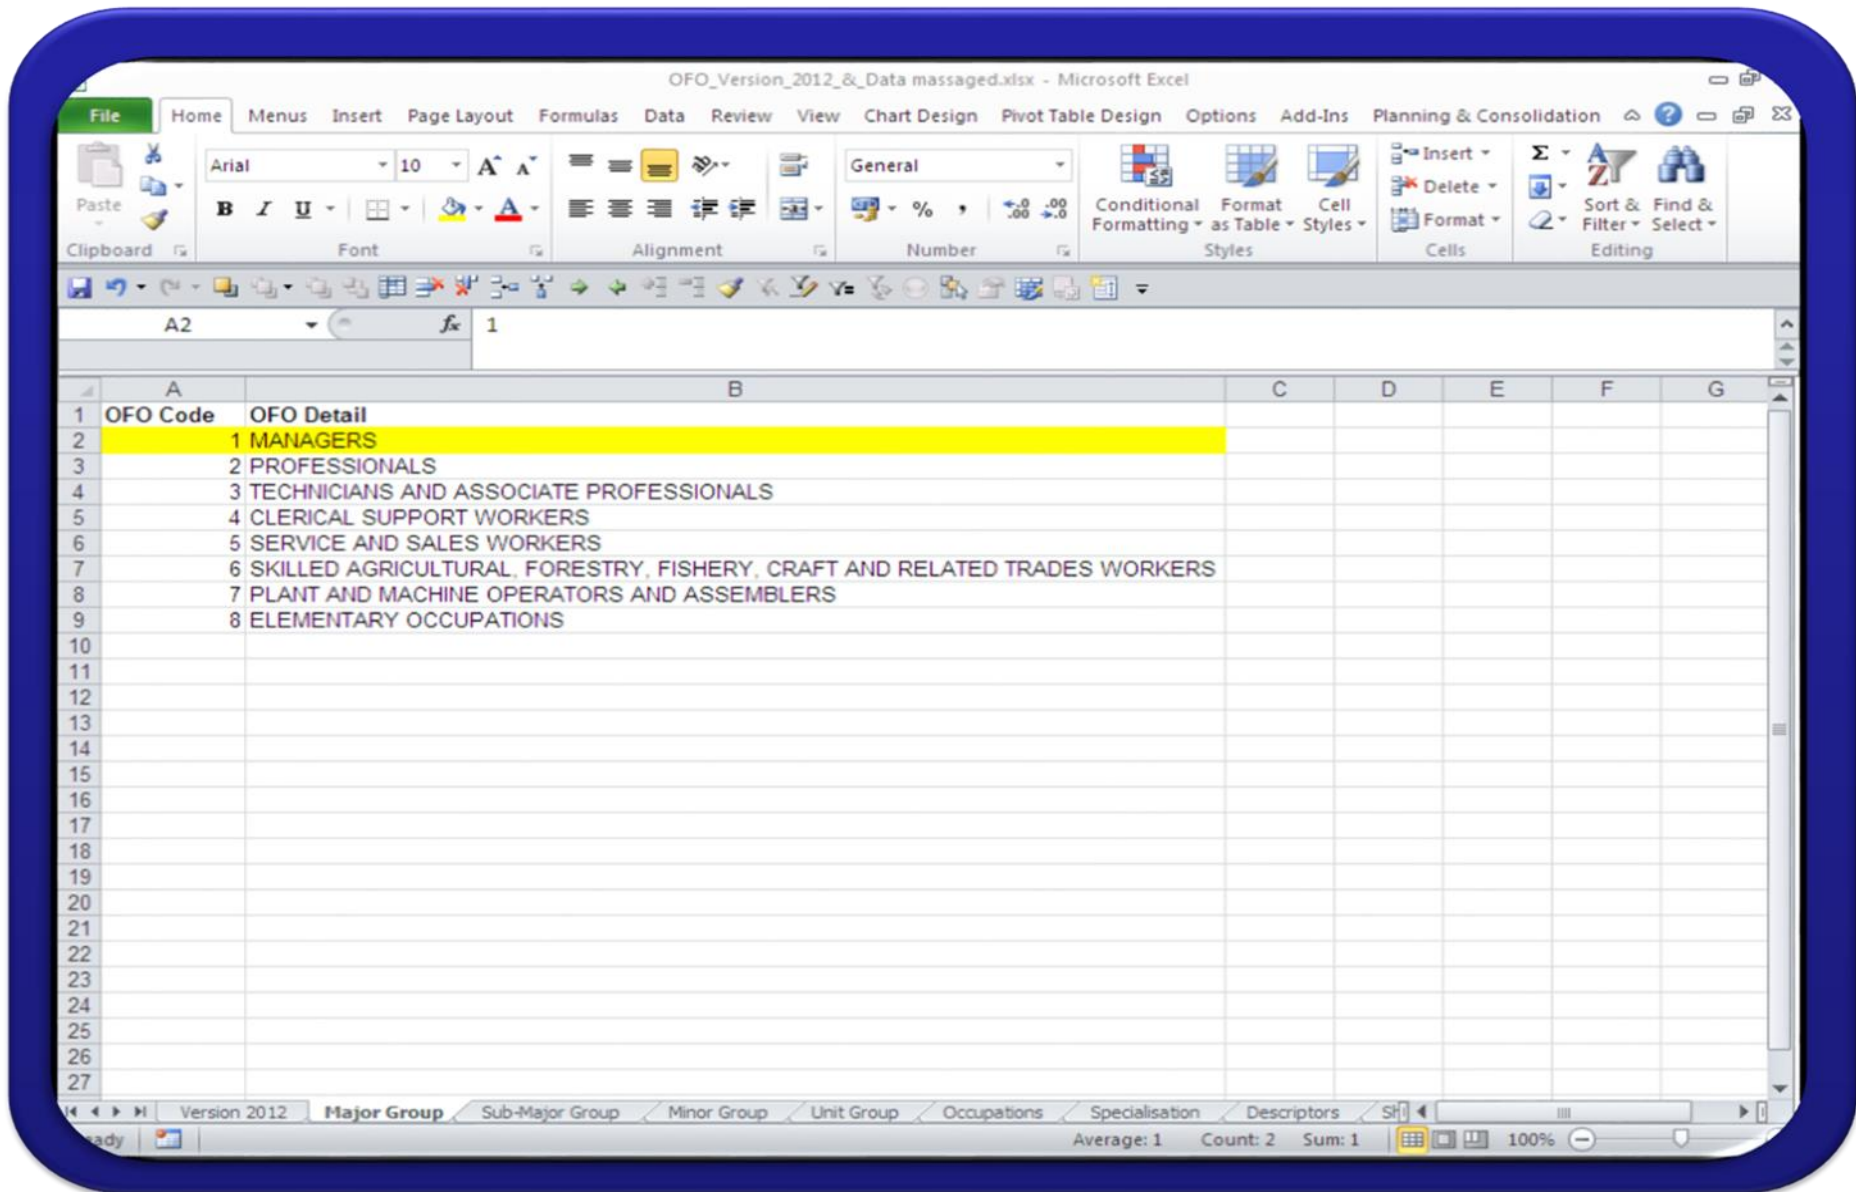 OFO_Version_2012_&_Data massaged.xlsx - Microsoft Excel
File Home Menus Insert Page Layout Formulas Data Review View Chart Design Pivot Table Design Options Add-Ins Planning & Consolidation
Arial 10 General
Insert
Delete
Format
Paste
B I U
%
Conditional Formatting
Format as Table
Cell Styles
Sort & Filter
Find & Select
Clipboard Font Alignment Number Styles Cells Editing
A2 fx 1
A B C D E F G
1 OFO Code OFO Detail
2 1 MANAGERS
3 2 PROFESSIONALS
4 3 TECHNICIANS AND ASSOCIATE PROFESSIONALS
5 4 CLERICAL SUPPORT WORKERS
6 5 SERVICE AND SALES WORKERS
7 6 SKILLED AGRICULTURAL, FORESTRY, FISHERY, CRAFT AND RELATED TRADES WORKERS
8 7 PLANT AND MACHINE OPERATORS AND ASSEMBLERS
9 8 ELEMENTARY OCCUPATIONS
10
11
12
13
14
15
16
17
18
19
20
21
22
23
24
25
26
27
Version 2012 Major Group Sub-Major Group Minor Group Unit Group Occupations Specialisation Descriptors
Average: 1 Count: 2 Sum: 1 100%